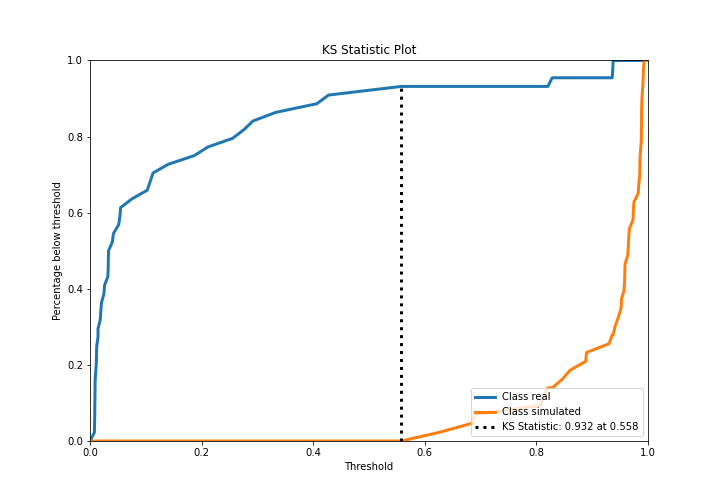 KS Statistic Plot
1.0
0.8
0.6
0.4
0.2
0.0
Percentage below threshold
0.0 0.2 0.4 0.6 0.8 1.0
Threshold
Class real
Class simulated
KS Statistic: 0.932 at 0.558